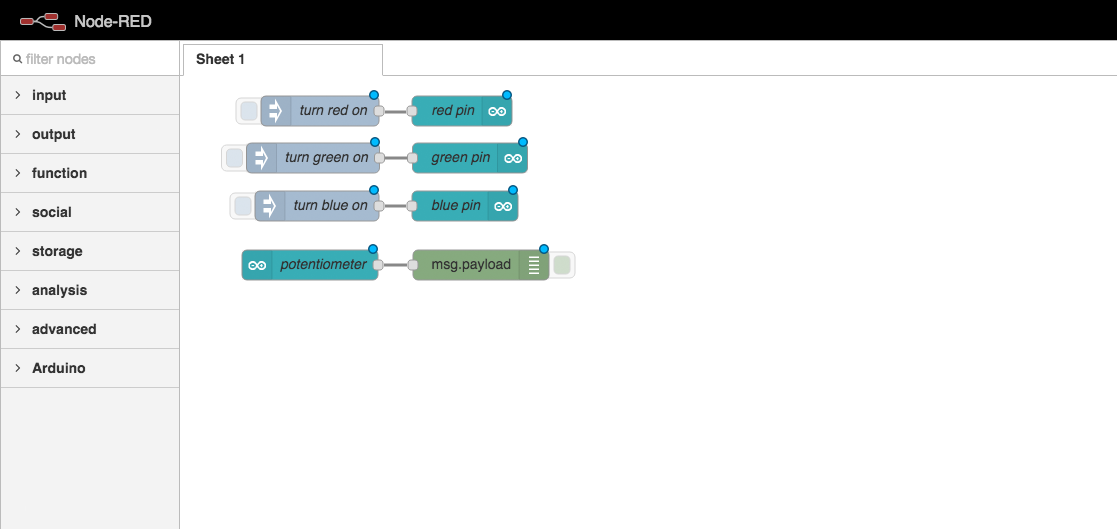 Node-RED
filter nodes
Sheet 1
input
output
function
social
storage
analysis
advanced
Arduino
turn red on
red pin
turn green on
green pin
turn blue on
blue pin
potentiometer
msg.payload